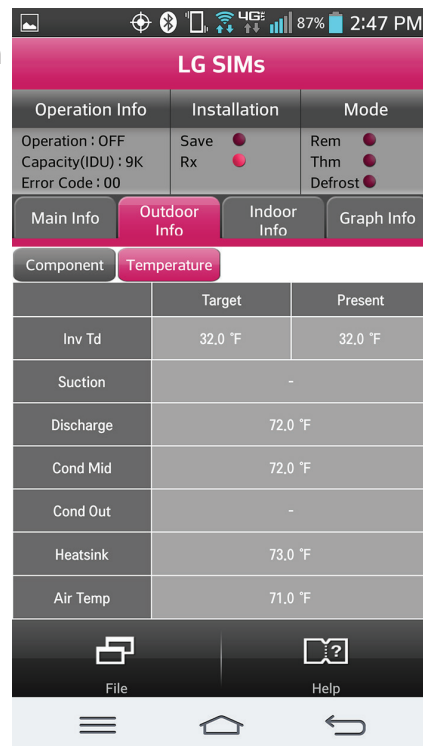 4GE 87% 2:47 PM
LG SIMs
Operation Info Installation Mode
Operation : OFF Save Rem
Capacity(IDU) : 9K Rx Thm
Error Code : 00 Defrost
Main Info Outdoor Info Indoor Info Graph Info
Component Temperature
Target Present
Inv Td 32.0 °F 32.0 °F
Suction -
Discharge 72.0 °F
Cond Mid 72.0 °F
Cond Out -
Heatsink 73.0 °F
Air Temp 71.0 °F
?
File Help